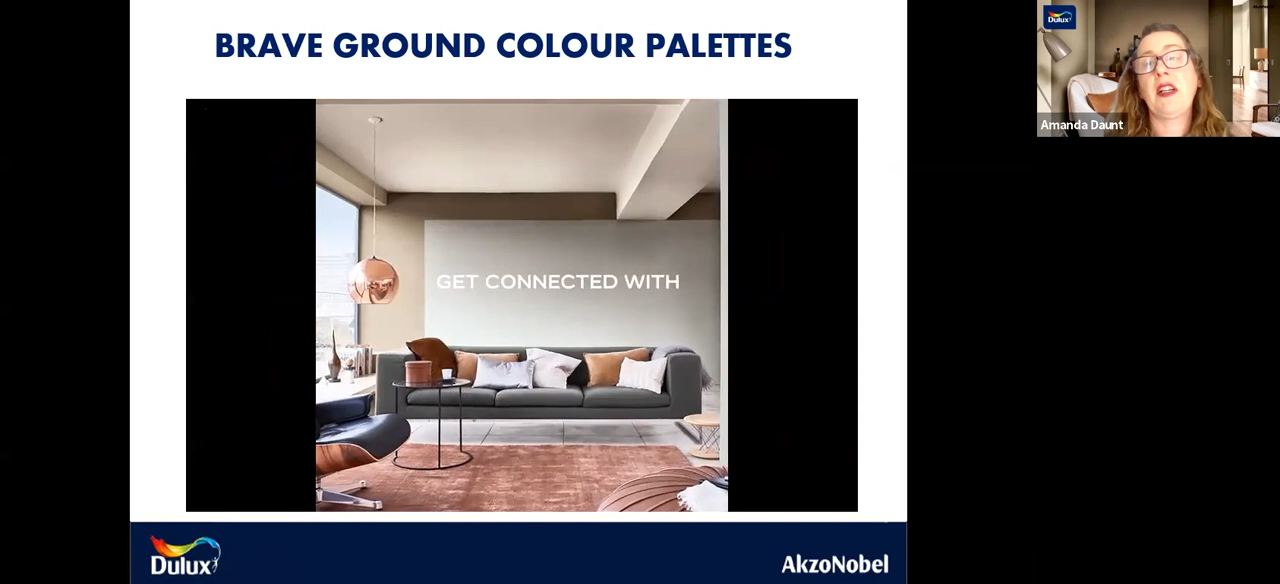 BRAVE GROUND COLOUR PALETTES
GET CONNECTED WITH
Dulux
AkzoNobel
Dulux
Amanda Daunt